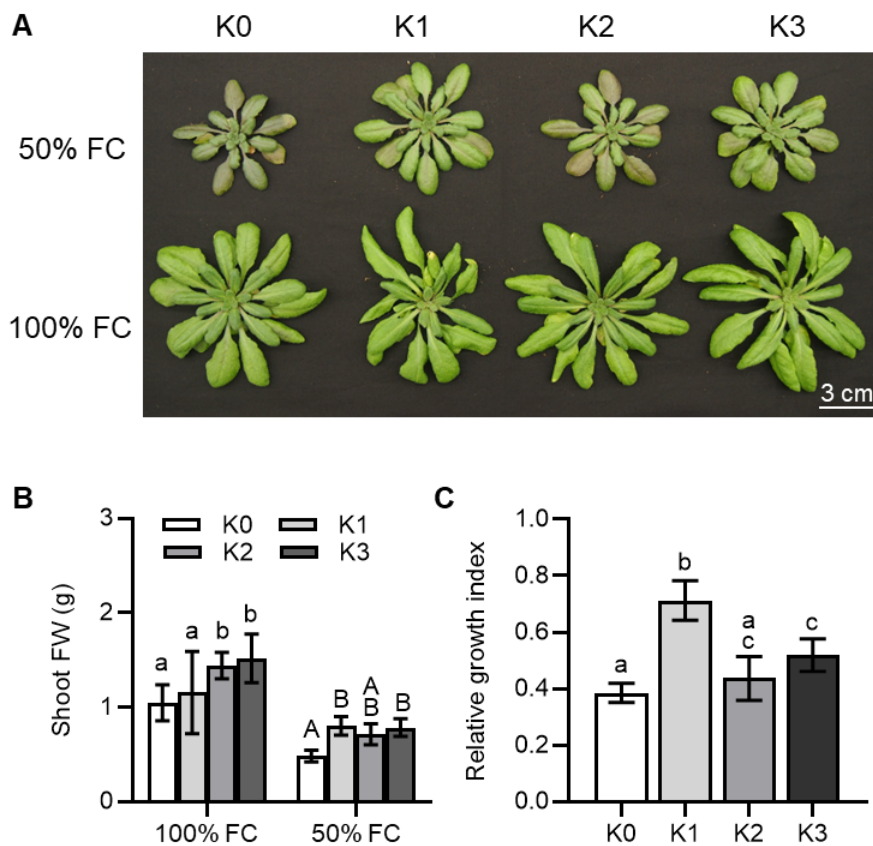 A
K0 K1 K2 K3
50% FC
100% FC
3 cm
B
Shoot FW (g)
3
2
1
0
K0 K1
K2 K3
a a b b
A B A B B
100% FC 50% FC
C
Relative growth index
1.0
0.8
0.6
0.4
0.2
0.0
a b a c c
K0 K1 K2 K3